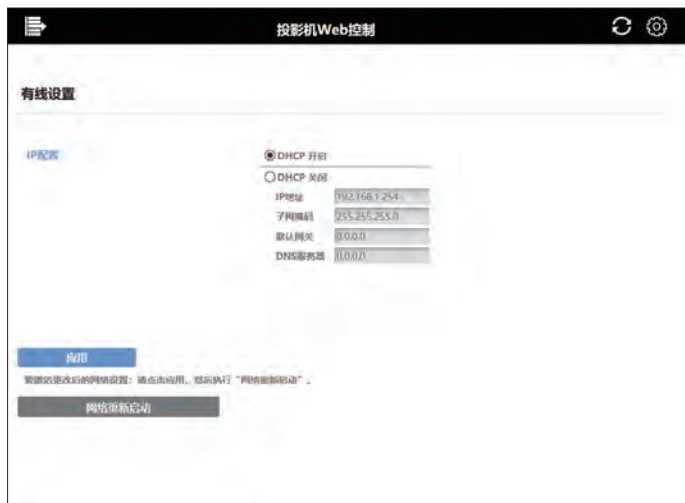 投影机Web控制
有线设置
IP配置
DHCP 开启
DHCP 关闭
IP地址 192.168.1.254
子网掩码 255.255.255.0
默认网关 0.0.0.0
DNS服务器 0.0.0.0
应用
要激活更改后的网络设置：请点击应用，然后执行“网络重新启动”。
网络重新启动